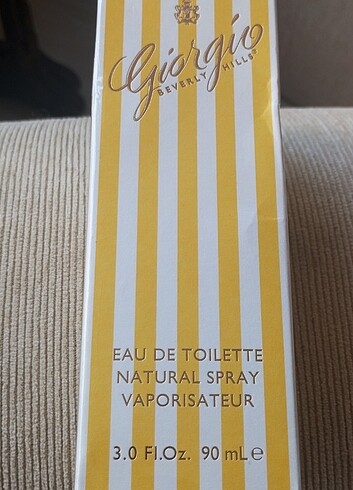 Giorgio
BEVERLY HILLS®
EAU DE TOILETTE
NATURAL SPRAY
VAPORISATEUR
3.0 Fl.Oz. 90 mL℮